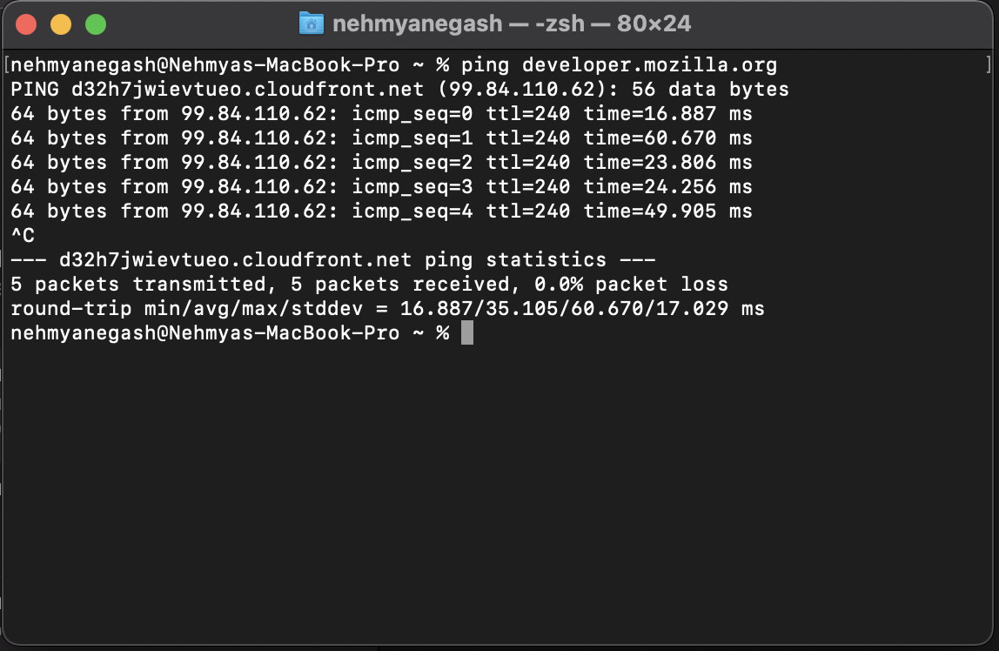 nehmyanegash — -zsh — 80×24
[nehmyanegash@Nehmyas-MacBook-Pro ~ % ping developer.mozilla.org ]
PING d32h7jwievtueo.cloudfront.net (99.84.110.62): 56 data bytes
64 bytes from 99.84.110.62: icmp_seq=0 ttl=240 time=16.887 ms
64 bytes from 99.84.110.62: icmp_seq=1 ttl=240 time=60.670 ms
64 bytes from 99.84.110.62: icmp_seq=2 ttl=240 time=23.806 ms
64 bytes from 99.84.110.62: icmp_seq=3 ttl=240 time=24.256 ms
64 bytes from 99.84.110.62: icmp_seq=4 ttl=240 time=49.905 ms
^C
--- d32h7jwievtueo.cloudfront.net ping statistics ---
5 packets transmitted, 5 packets received, 0.0% packet loss
round-trip min/avg/max/stddev = 16.887/35.105/60.670/17.029 ms
nehmyanegash@Nehmyas-MacBook-Pro ~ %